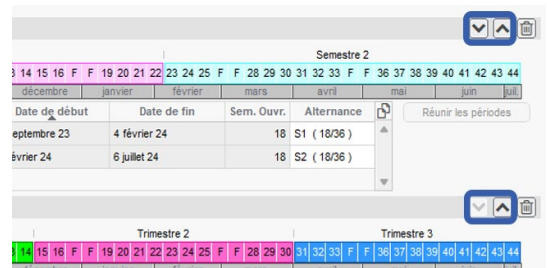 Semestre 2
14 15 16 F F 19 20 21 22 23 24 25 F F 28 29 30 31 32 33 F F 36 37 38 39 40 41 42 43 44
décembre janvier février mars avril mai juin juil.
Date de début Date de fin Sem. Ouvr. Alternance Réunir les périodes
eptembre 23 4 février 24 18 S1 ( 18/36 )
évrier 24 6 juillet 24 18 S2 ( 18/36 )
Trimestre 2 Trimestre 3
14 15 16 F F 19 20 21 22 23 24 25 F F 28 29 30 31 32 33 F F 36 37 38 39 40 41 42 43 44